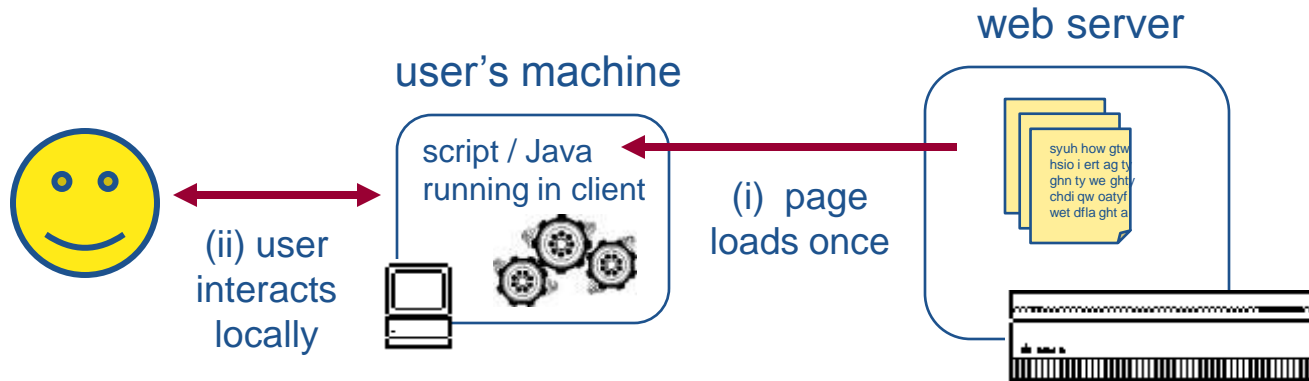 web server
user's machine
script / Java
running in client
syuh how gtw
hsio i ert ag ty
ghn ty we ghty
chdi qw oatyf
wet dfla ght a
(i) page
loads once
(ii) user
interacts
locally